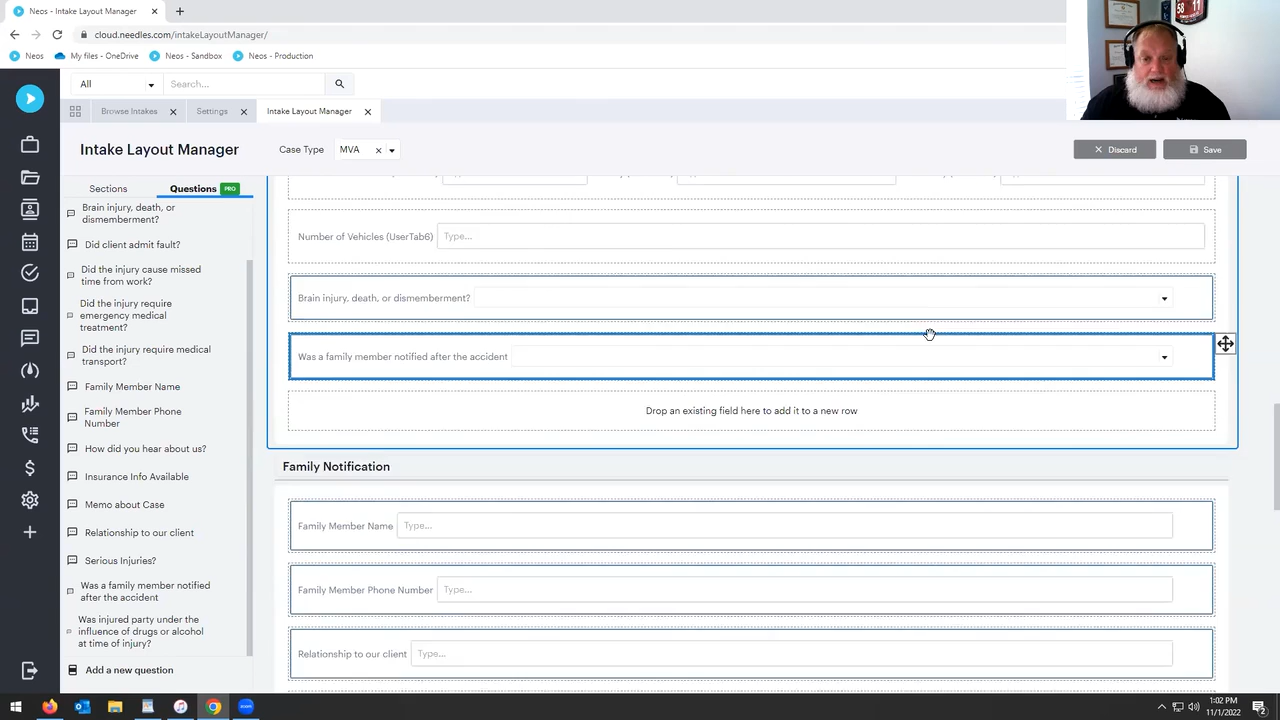 Neos - Intake Layout Manager
cloud.needles.com/intakeLayoutManager/
Neos
My files - OneDrive
Neos - Sandbox
Neos - Production
58 11
All
Search...
Browse Intakes
Settings
Intake Layout Manager
Intake Layout Manager
Case Type
MVA
Discard
Save
Sections
Questions PRO
Brain injury, death, or
dismemberment?
Did client admit fault?
Did the injury cause missed
time from work?
Did the injury require
emergency medical
treatment?
Did the injury require medical
transport?
Family Member Name
Family Member Phone
Number
How did you hear about us?
Insurance Info Available
Memo about Case
Relationship to our client
Serious Injuries?
Was a family member notified
after the accident
Was injured party under the
influence of drugs or alcohol
at time of injury?
Add a new question
Number of Vehicles (UserTab6)
Type...
Brain injury, death, or dismemberment?
Was a family member notified after the accident
Drop an existing field here to add it to a new row
Family Notification
Family Member Name
Type...
Family Member Phone Number
Type...
Relationship to our client
Type...
1:02 PM
11/1/2022
2